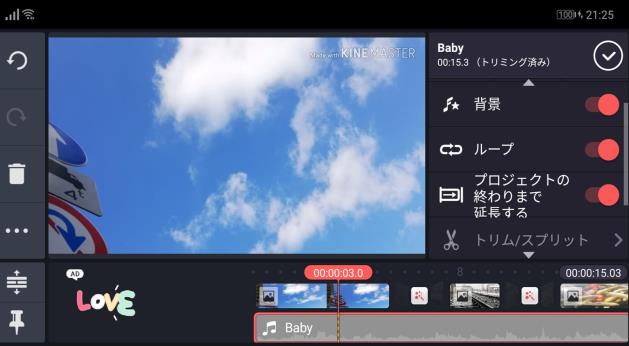 100 21:25
Made with KINEMASTER
Baby
00:15.3 （トリミング済み）
背景
ループ
プロジェクトの
終わりまで
延長する
トリム/スプリット
AD
LOVE
00:00:03.0
8
00:00:15.03
Baby